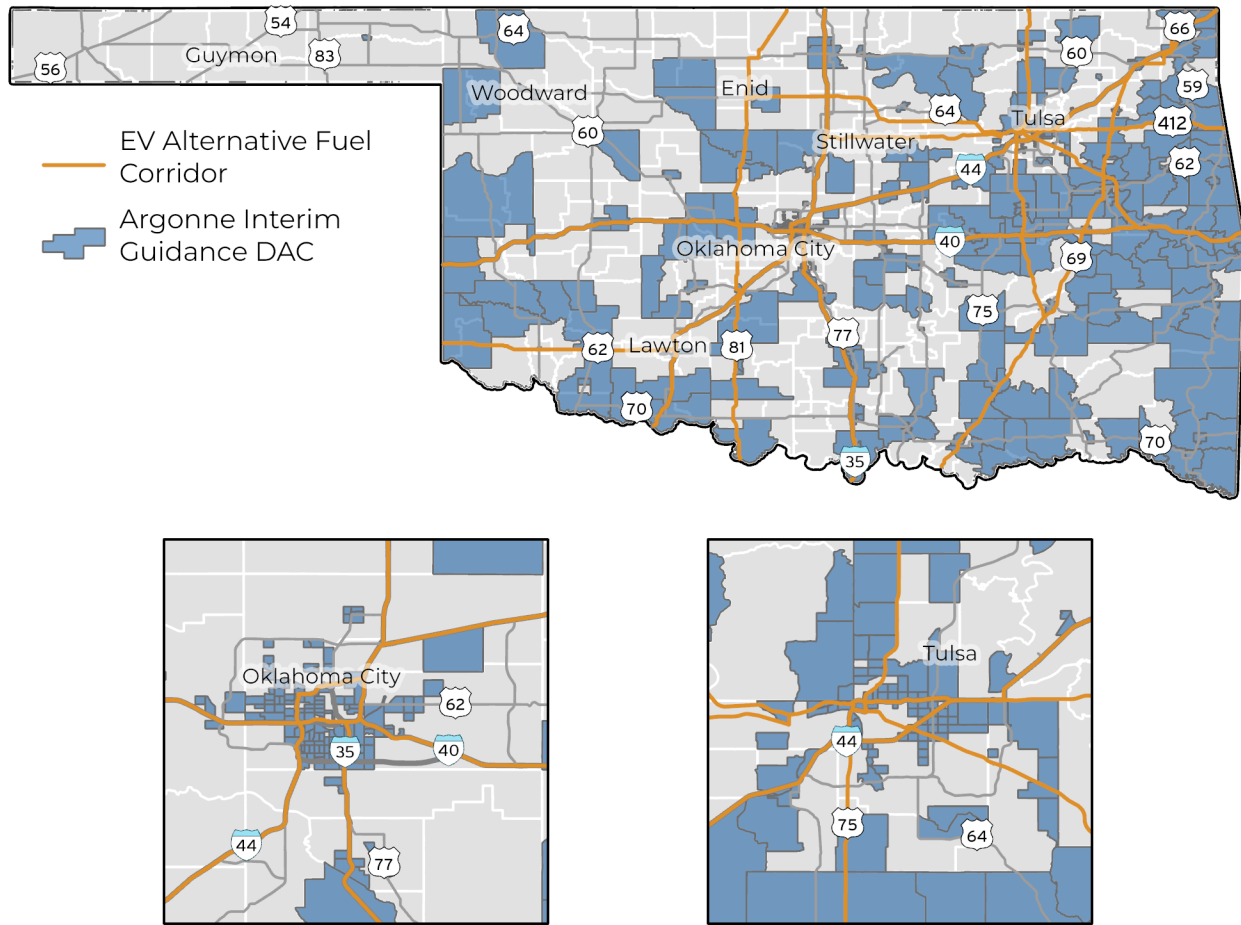 54
64
66
Guymon
83
60
56
Woodward
Enid
59
64
Tulsa
412
60
Stillwater
EV Alternative Fuel
Corridor
44
62
Argonne Interim
Guidance DAC
Oklahoma City
40
69
75
77
62
Lawton
81
70
70
35
Oklahoma City
62
35
40
44
77
Tulsa
44
75
64